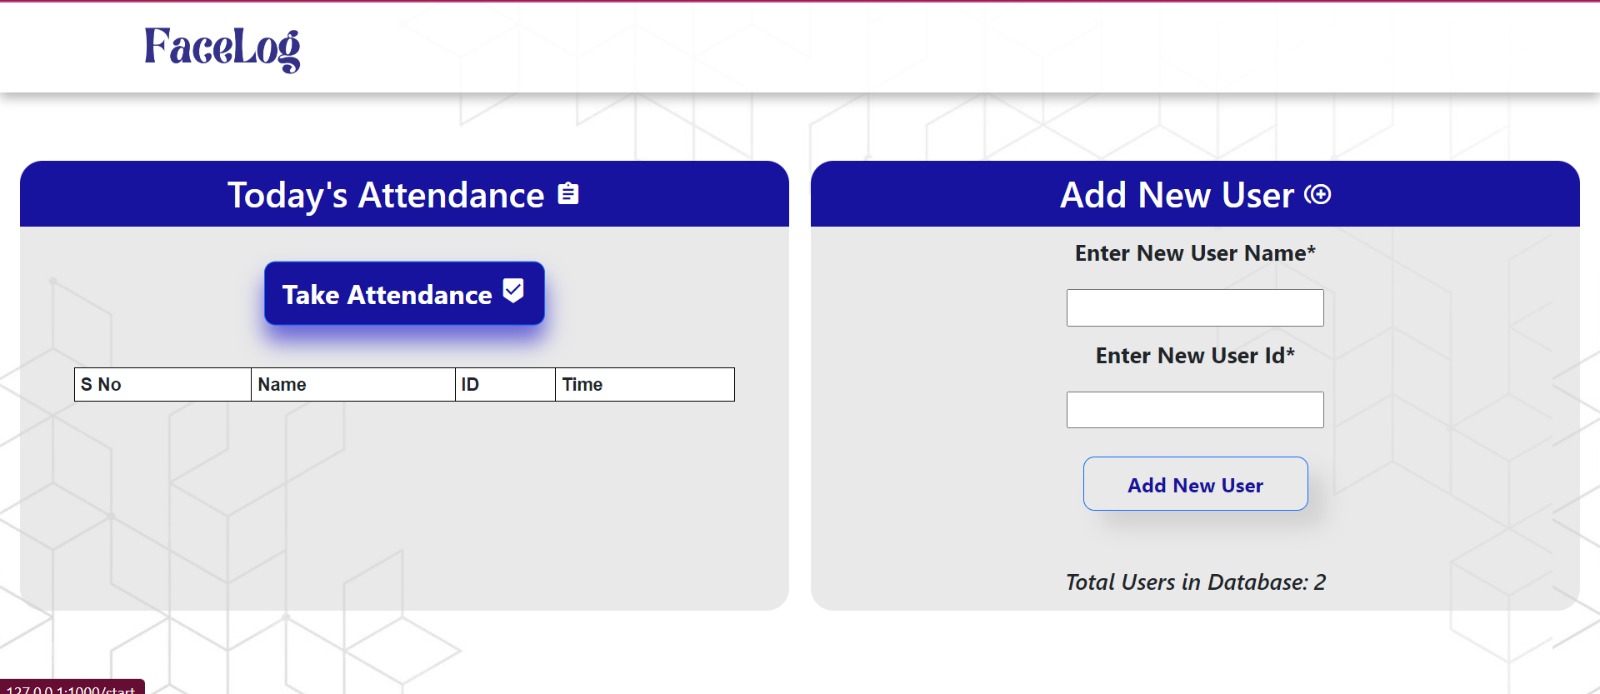 FaceLog
Today's Attendance
Take Attendance
S No Name ID Time
Add New User
Enter New User Name*
Enter New User Id*
Add New User
Total Users in Database: 2
127.0.0.1:1000/start